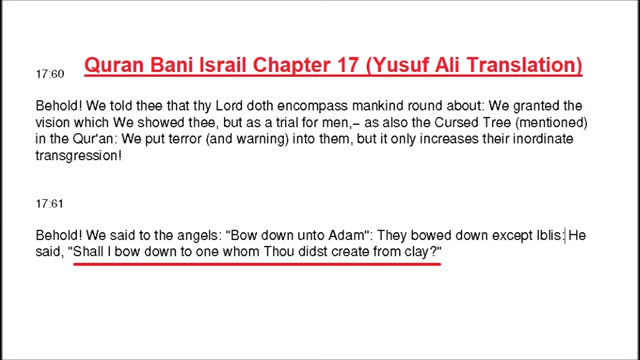 Quran Bani Israil Chapter 17 (Yusuf Ali Translation)
17:60
Behold! We told thee that thy Lord doth encompass mankind round about: We granted the
vision which We showed thee, but as a trial for men,– as also the Cursed Tree (mentioned)
in the Qur'an: We put terror (and warning) into them, but it only increases their inordinate
transgression!
17:61
Behold! We said to the angels: "Bow down unto Adam": They bowed down except Iblis: He
said, "Shall I bow down to one whom Thou didst create from clay?"